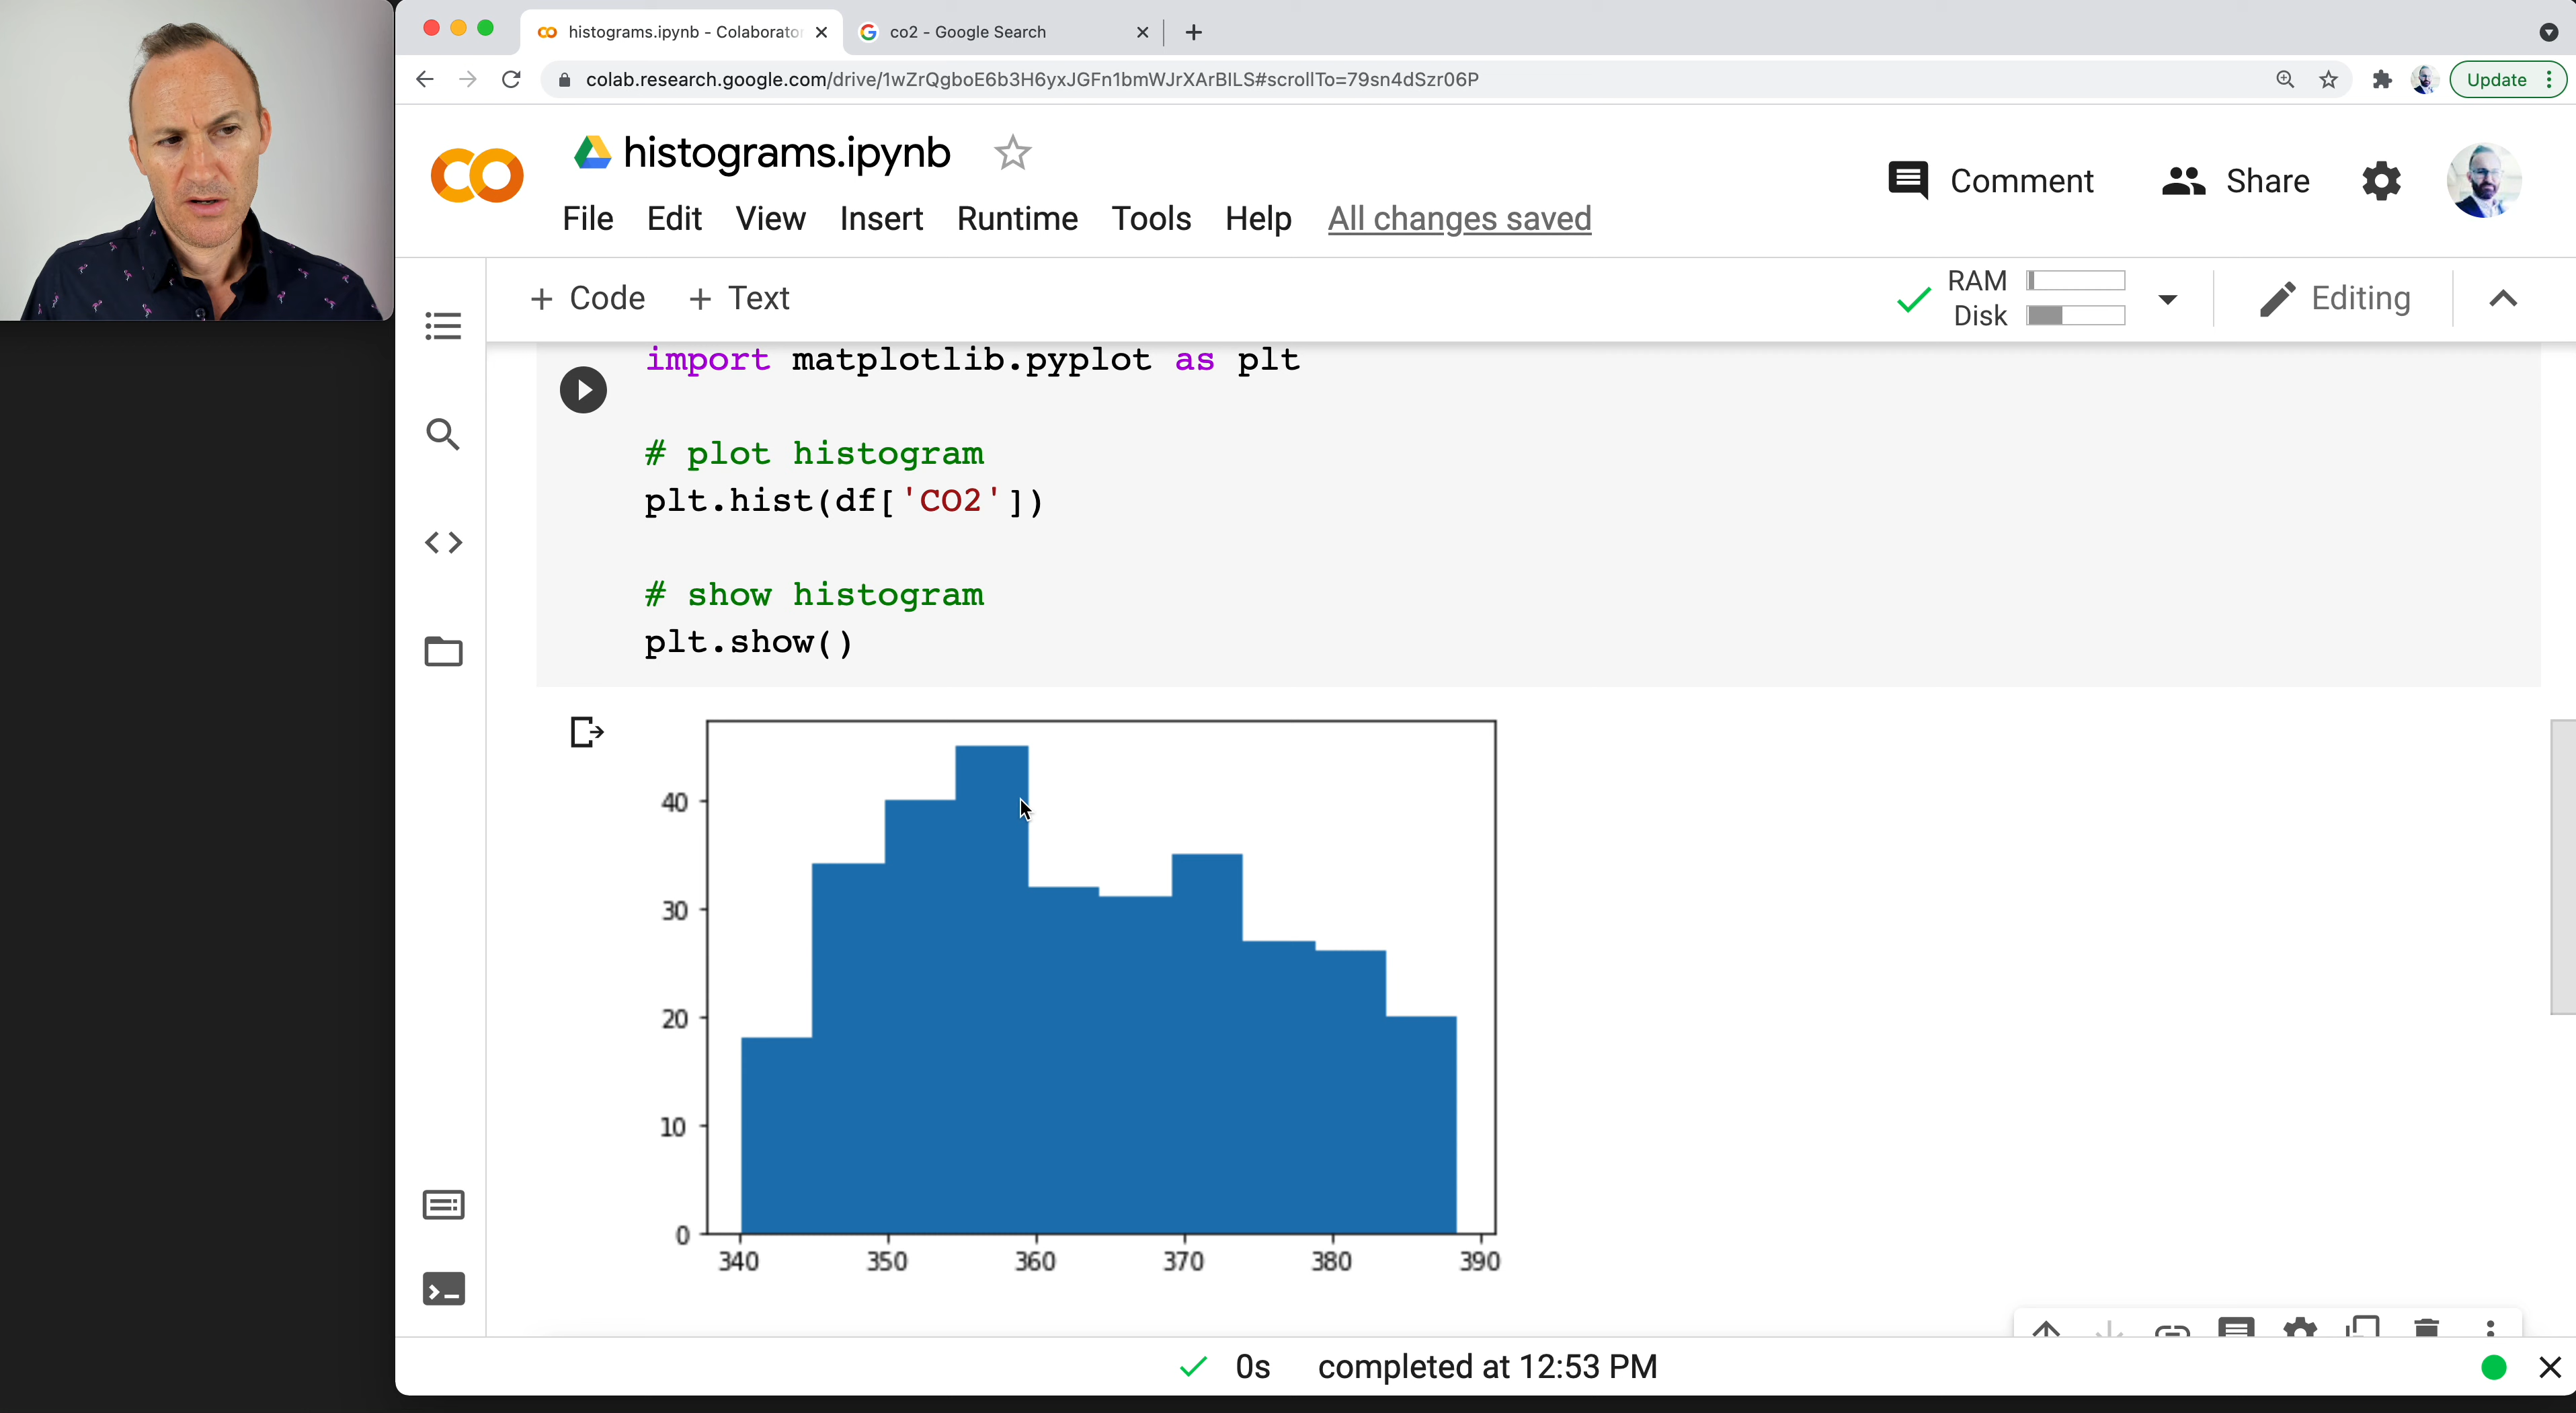 histograms.ipynb - Colaborato
co2 - Google Search
colab.research.google.com/drive/1wZrQgboE6b3H6yxJGFn1bmWJrXArBlLS#scrollTo=79sn4dSzr06P
Update
histograms.ipynb
Comment
Share
File Edit View Insert Runtime Tools Help All changes saved
+ Code + Text
RAM
Disk
Editing
import matplotlib.pyplot as plt
# plot histogram
plt.hist(df['CO2'])
# show histogram
plt.show()
40
30
20
10
0
340 350 360 370 380 390
0s completed at 12:53 PM